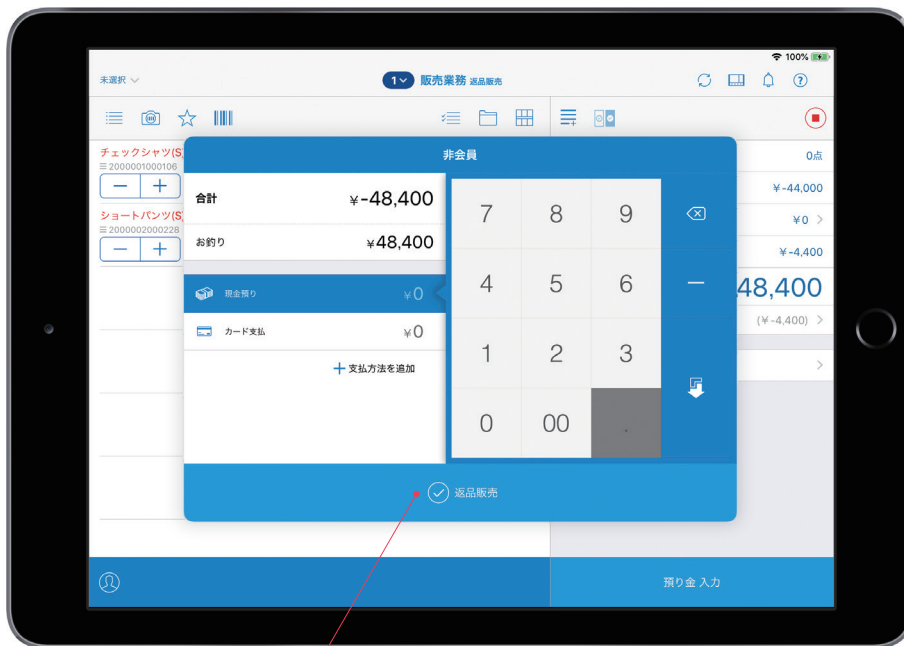 100%
未選択
1 販売業務 返品販売
チェックシャツ(S
2000001000106
− +
ショートパンツ(S
2000002000228
− +
0点
¥-44,000
¥0
¥-4,400
48,400
(¥-4,400)
非会員
合計 ¥-48,400
お釣り ¥48,400
現金預り ¥0
カード支払 ¥0
+ 支払方法を追加
7 8 9
4 5 6 −
1 2 3
0 00 .
返品販売
預り金 入力